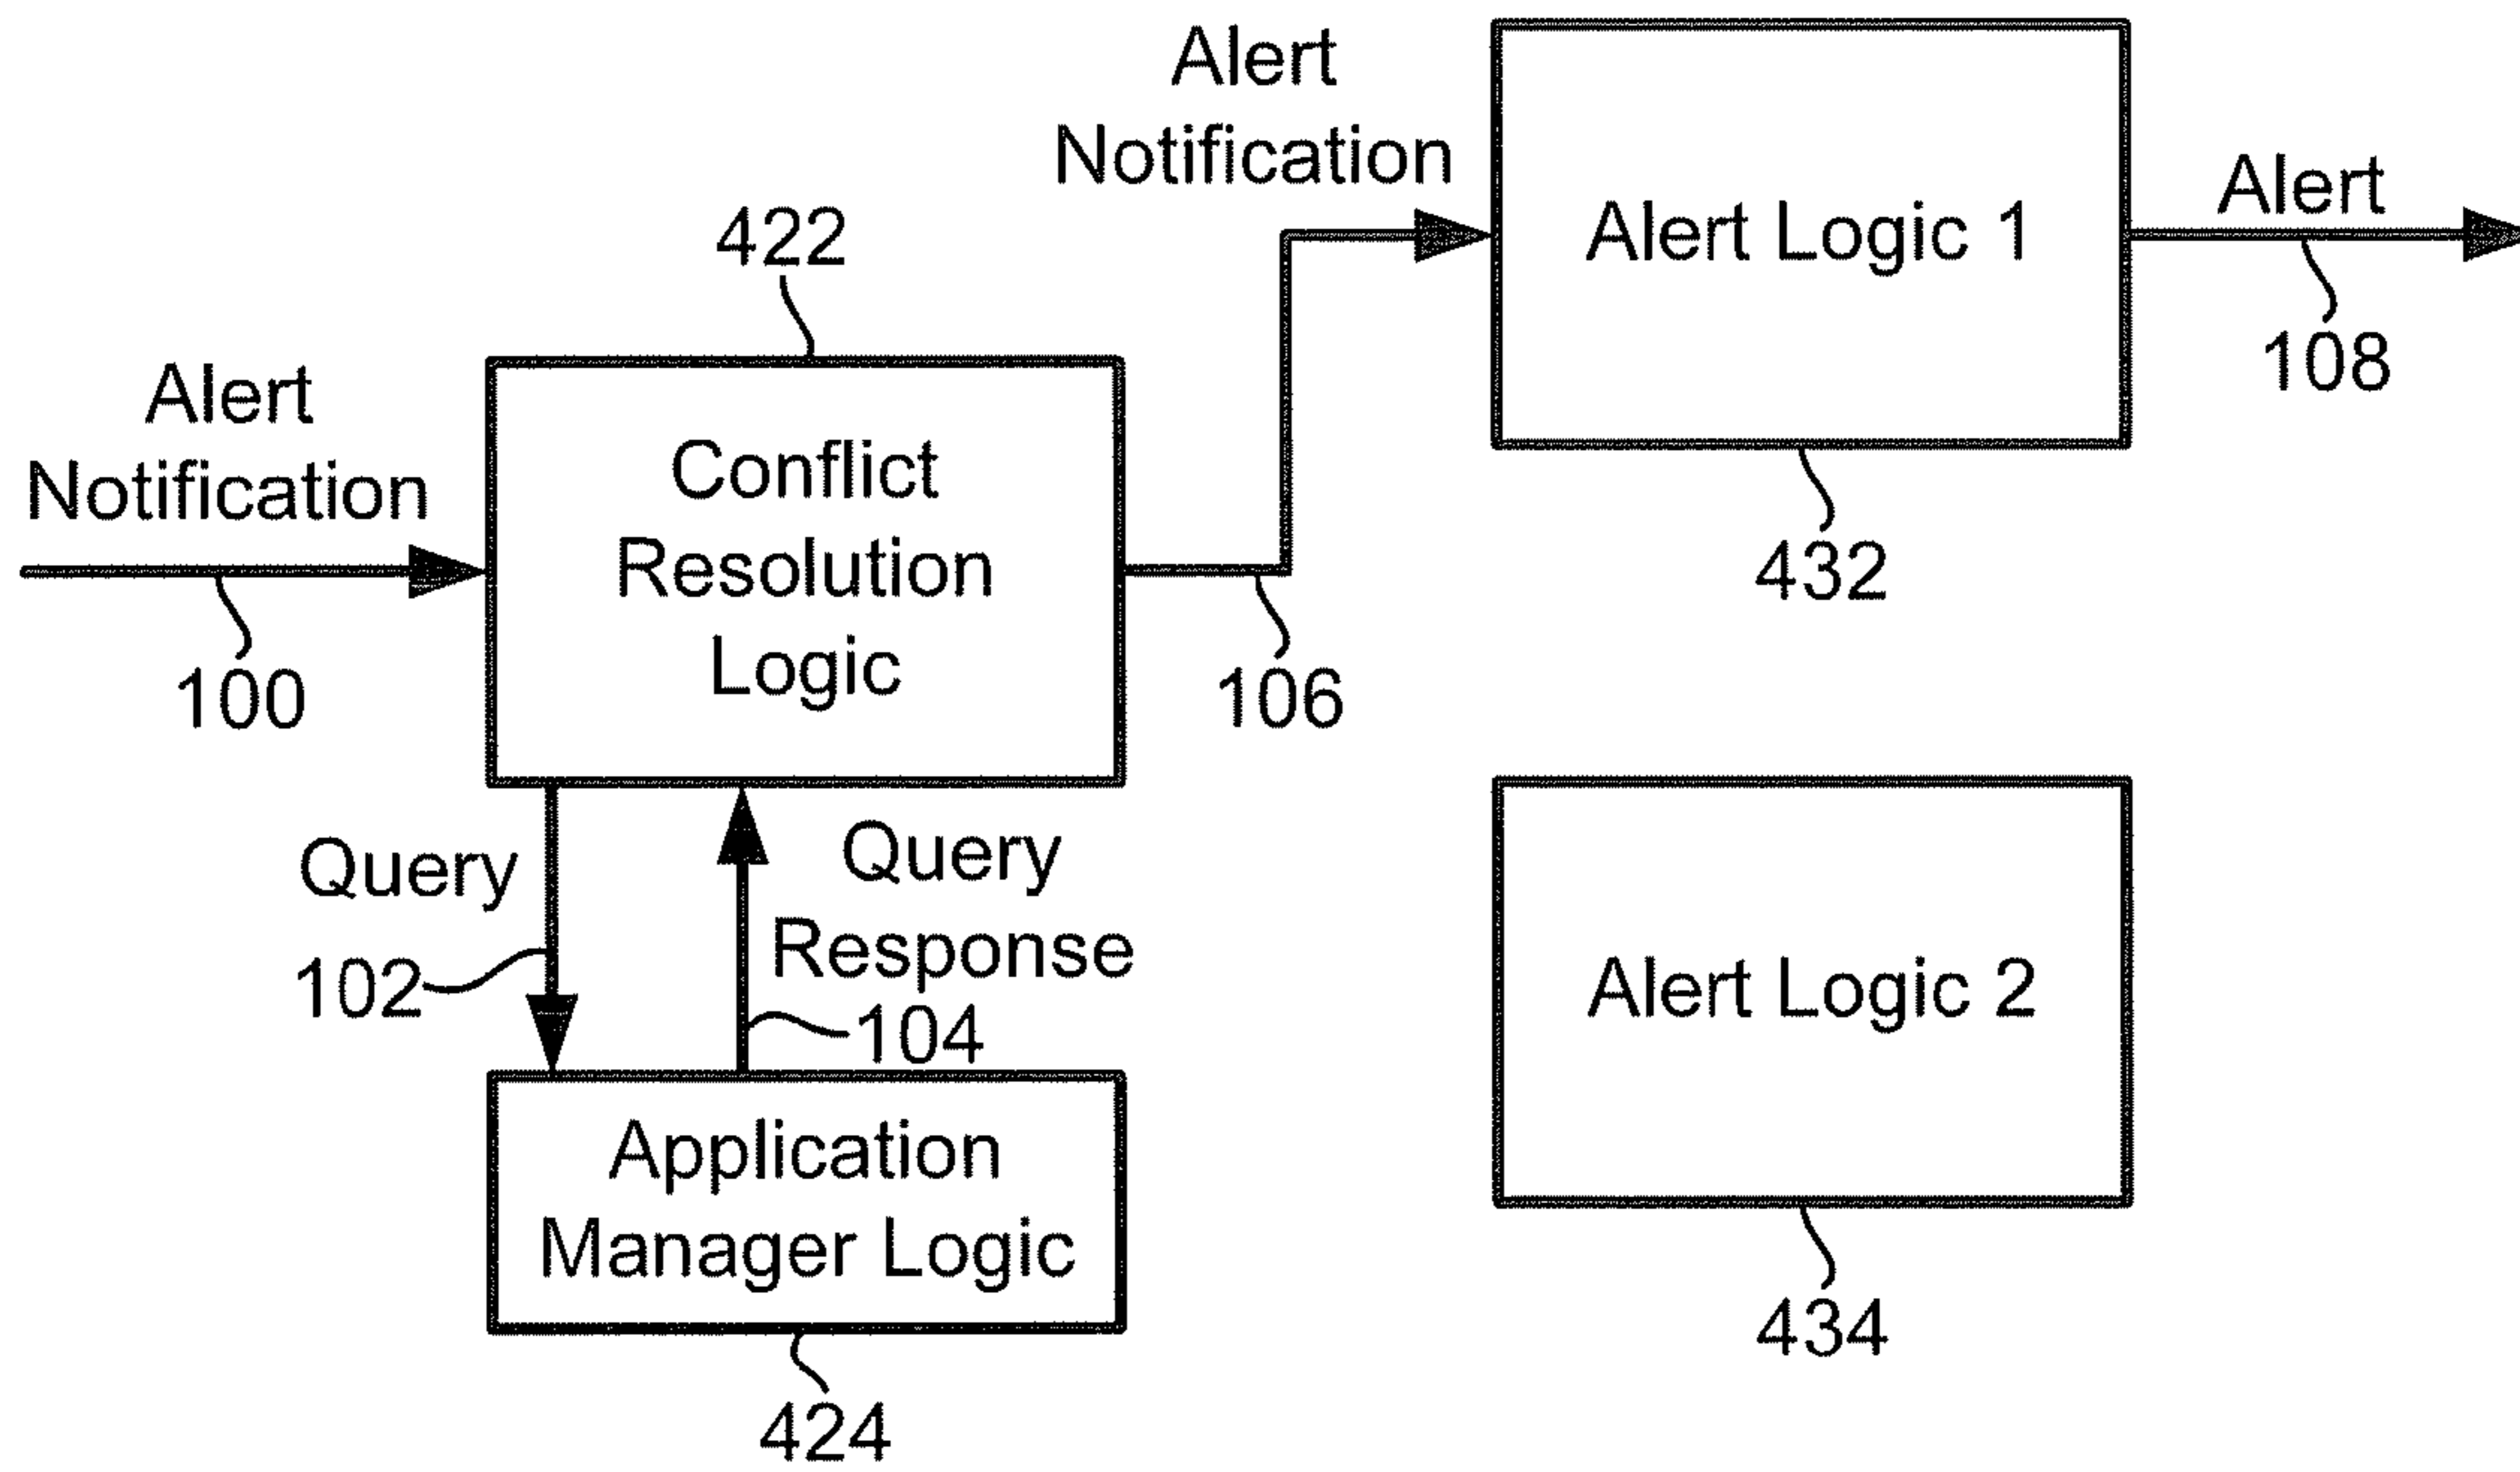 Alert
Notification
Alert Logic 1
Alert
108
422
432
Alert
Notification
100
Conflict
Resolution
Logic
106
Query
102
Query
Response
104
Alert Logic 2
434
Application
Manager Logic
424